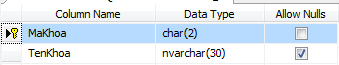 Column Name Data Type Allow Nulls
MaKhoa char(2)
TenKhoa nvarchar(30)